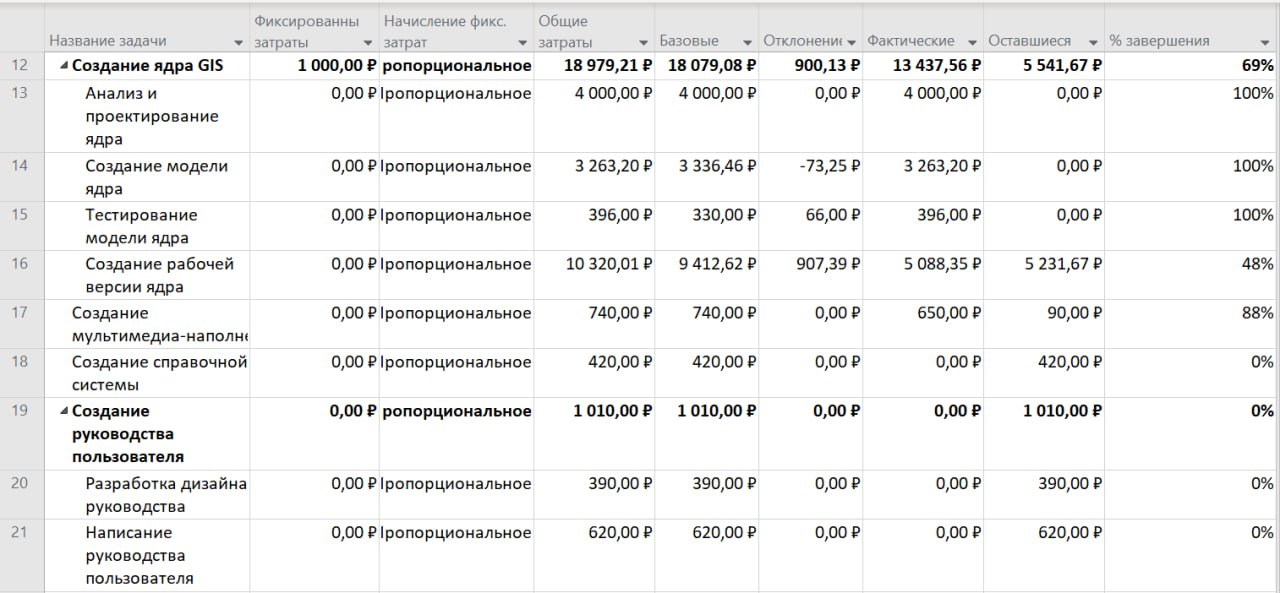 Название задачи Фиксированны затраты Начисление фикс. затрат Общие затраты Базовые Отклонение Фактические Оставшиеся % завершения
12 Создание ядра GIS 1 000,00 ₽ ропорциональное 18 979,21 ₽ 18 079,08 ₽ 900,13 ₽ 13 437,56 ₽ 5 541,67 ₽ 69%
13 Анализ и 0,00 ₽ Пропорциональное 4 000,00 ₽ 4 000,00 ₽ 0,00 ₽ 4 000,00 ₽ 0,00 ₽ 100%
проектирование
ядра
14 Создание модели 0,00 ₽ Пропорциональное 3 263,20 ₽ 3 336,46 ₽ -73,25 ₽ 3 263,20 ₽ 0,00 ₽ 100%
ядра
15 Тестирование 0,00 ₽ Пропорциональное 396,00 ₽ 330,00 ₽ 66,00 ₽ 396,00 ₽ 0,00 ₽ 100%
модели ядра
16 Создание рабочей 0,00 ₽ Пропорциональное 10 320,01 ₽ 9 412,62 ₽ 907,39 ₽ 5 088,35 ₽ 5 231,67 ₽ 48%
версии ядра
17 Создание 0,00 ₽ Пропорциональное 740,00 ₽ 740,00 ₽ 0,00 ₽ 650,00 ₽ 90,00 ₽ 88%
мультимедиа-наполне
18 Создание справочной 0,00 ₽ Пропорциональное 420,00 ₽ 420,00 ₽ 0,00 ₽ 0,00 ₽ 420,00 ₽ 0%
системы
19 Создание 0,00 ₽ ропорциональное 1 010,00 ₽ 1 010,00 ₽ 0,00 ₽ 0,00 ₽ 1 010,00 ₽ 0%
руководства
пользователя
20 Разработка дизайна 0,00 ₽ Пропорциональное 390,00 ₽ 390,00 ₽ 0,00 ₽ 0,00 ₽ 390,00 ₽ 0%
руководства
21 Написание 0,00 ₽ Пропорциональное 620,00 ₽ 620,00 ₽ 0,00 ₽ 0,00 ₽ 620,00 ₽ 0%
руководства
пользователя